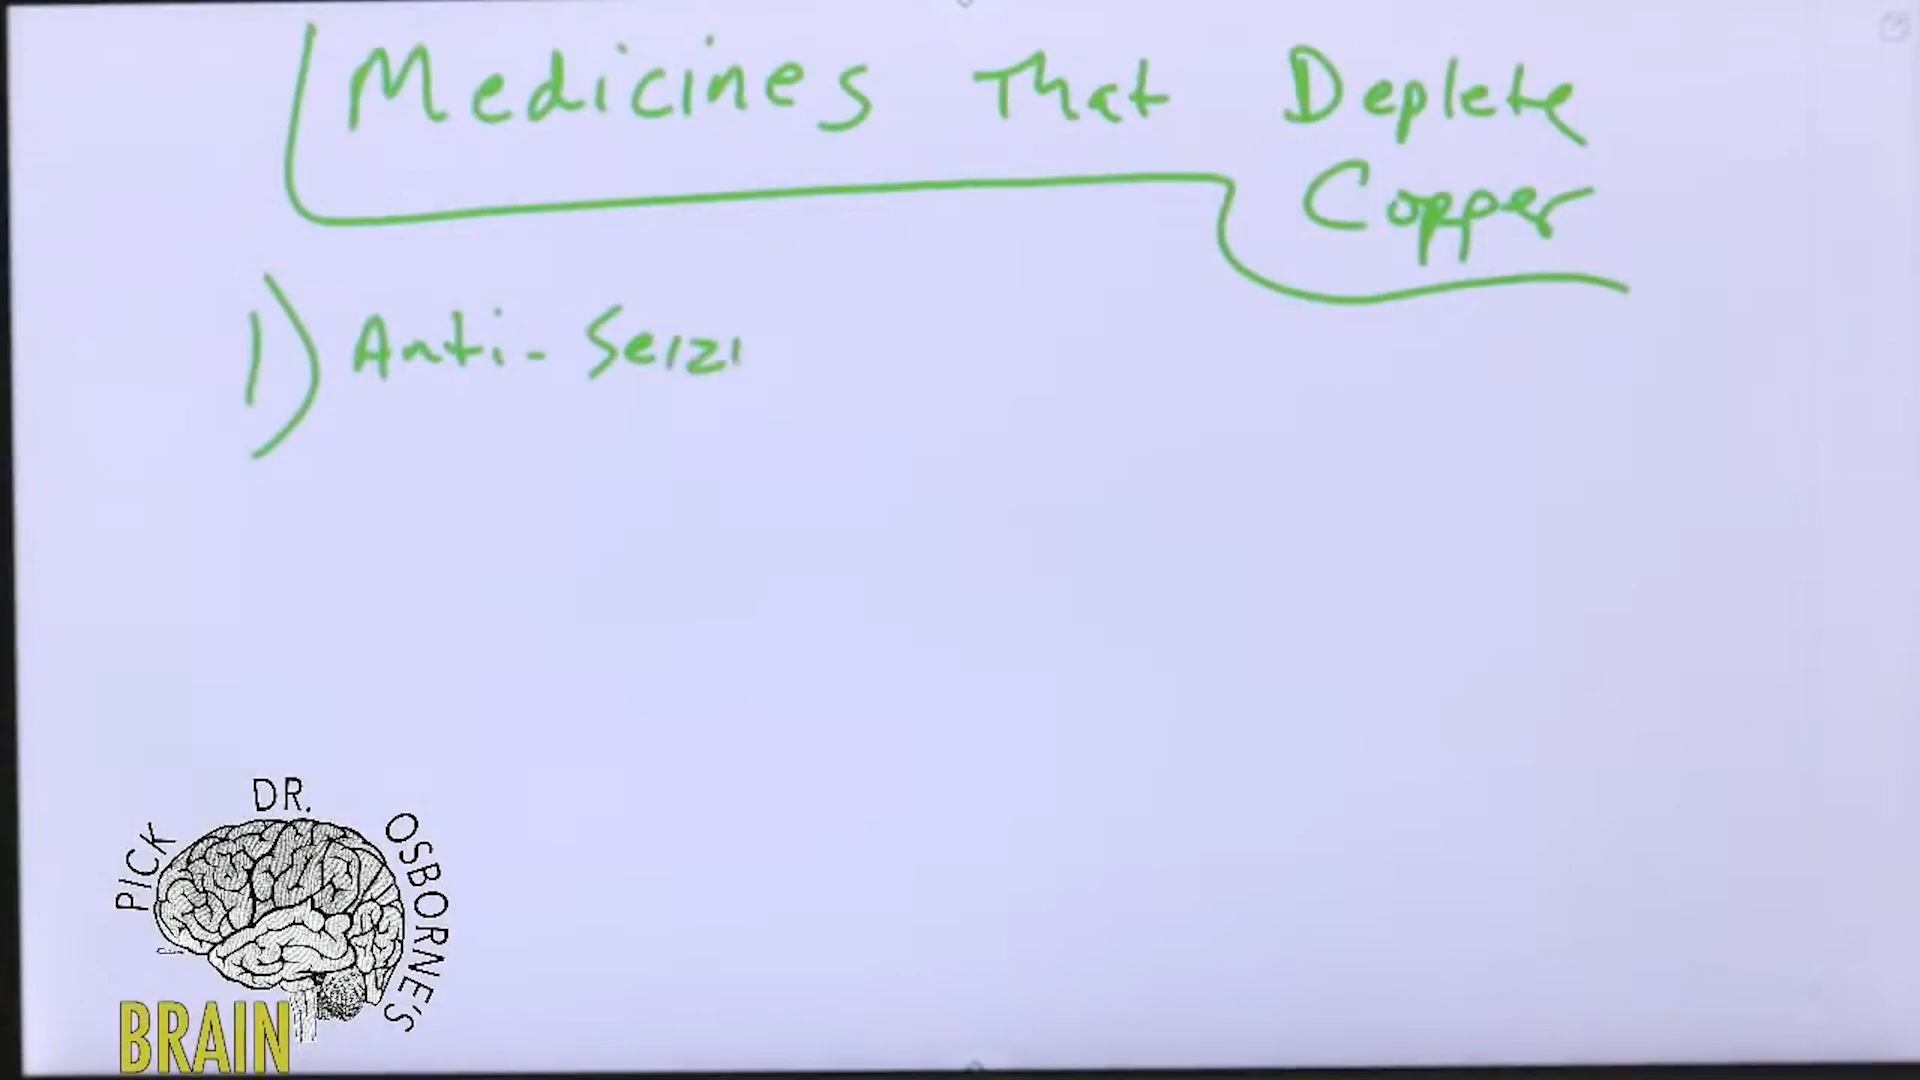 Medicines That Deplete
Copper
1) Anti-Seizi
PICK DR. OSBORNE'S
BRAIN